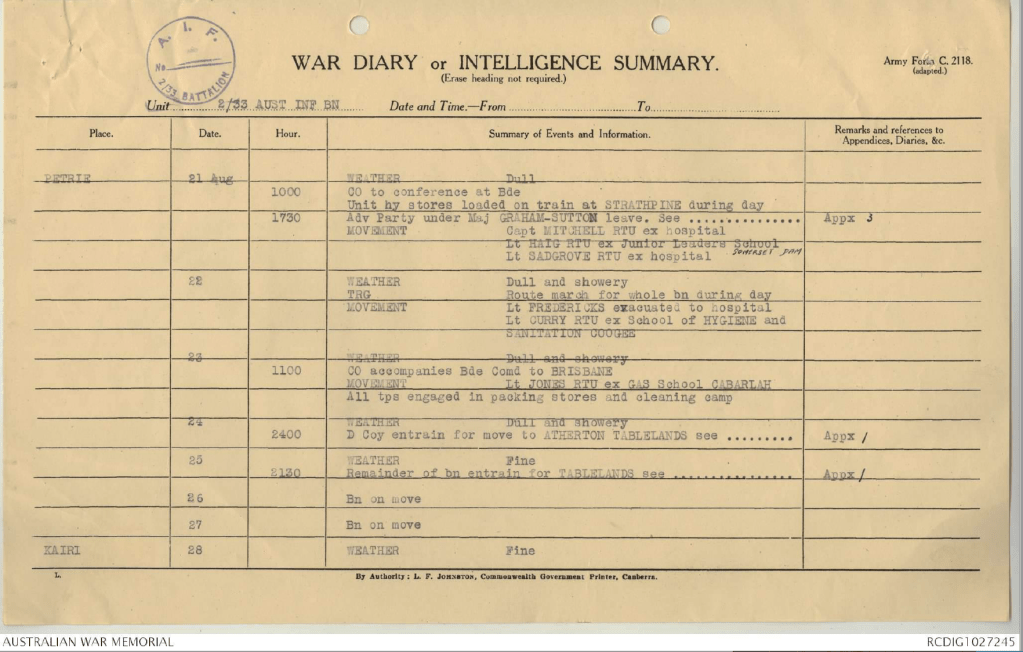 A. I. F.
No.
2/33 BATTALION
WAR DIARY or INTELLIGENCE SUMMARY.
(Erase heading not required.)
Army Form C. 2118.
(adapted.)
Unit 2/33 AUST INF BN Date and Time.—From To
Place. Date. Hour. Summary of Events and Information. Remarks and references to Appendices, Diaries, &c.
PETRIE 21 Aug WEATHER Dull
1000 CO to conference at Bde
Unit hy stores loaded on train at STRATHPINE during day
1730 Adv Party under Maj GRAHAM-SUTTON leave. See ............... Appx 3
MOVEMENT Capt MITCHELL RTU ex hospital
Lt HAIG RTU ex Junior Leaders School
SOMERSET DAM
Lt SADGROVE RTU ex hospital
22 WEATHER Dull and showery
TRG Route march for whole bn during day
MOVEMENT Lt FREDERICKS evacuated to hospital
Lt CURRY RTU ex School of HYGIENE and
SANITATION COOGEE
23 WEATHER Dull and showery
1100 CO accompanies Bde Comd to BRISBANE
MOVEMENT Lt JONES RTU ex GAS School CABARLAH
All tps engaged in packing stores and cleaning camp
24 WEATHER Dull and showery
2400 D Coy entrain for move to ATHERTON TABLELANDS see ......... Appx 1
25 WEATHER Fine
2130 Remainder of bn entrain for TABLELANDS see ................ Appx 1
26 Bn on move
27 Bn on move
KAIRI 28 WEATHER Fine
L. By Authority: L. F. JOHNSTON, Commonwealth Government Printer, Canberra.
AUSTRALIAN WAR MEMORIAL RCDIG1027245